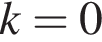 k = 0